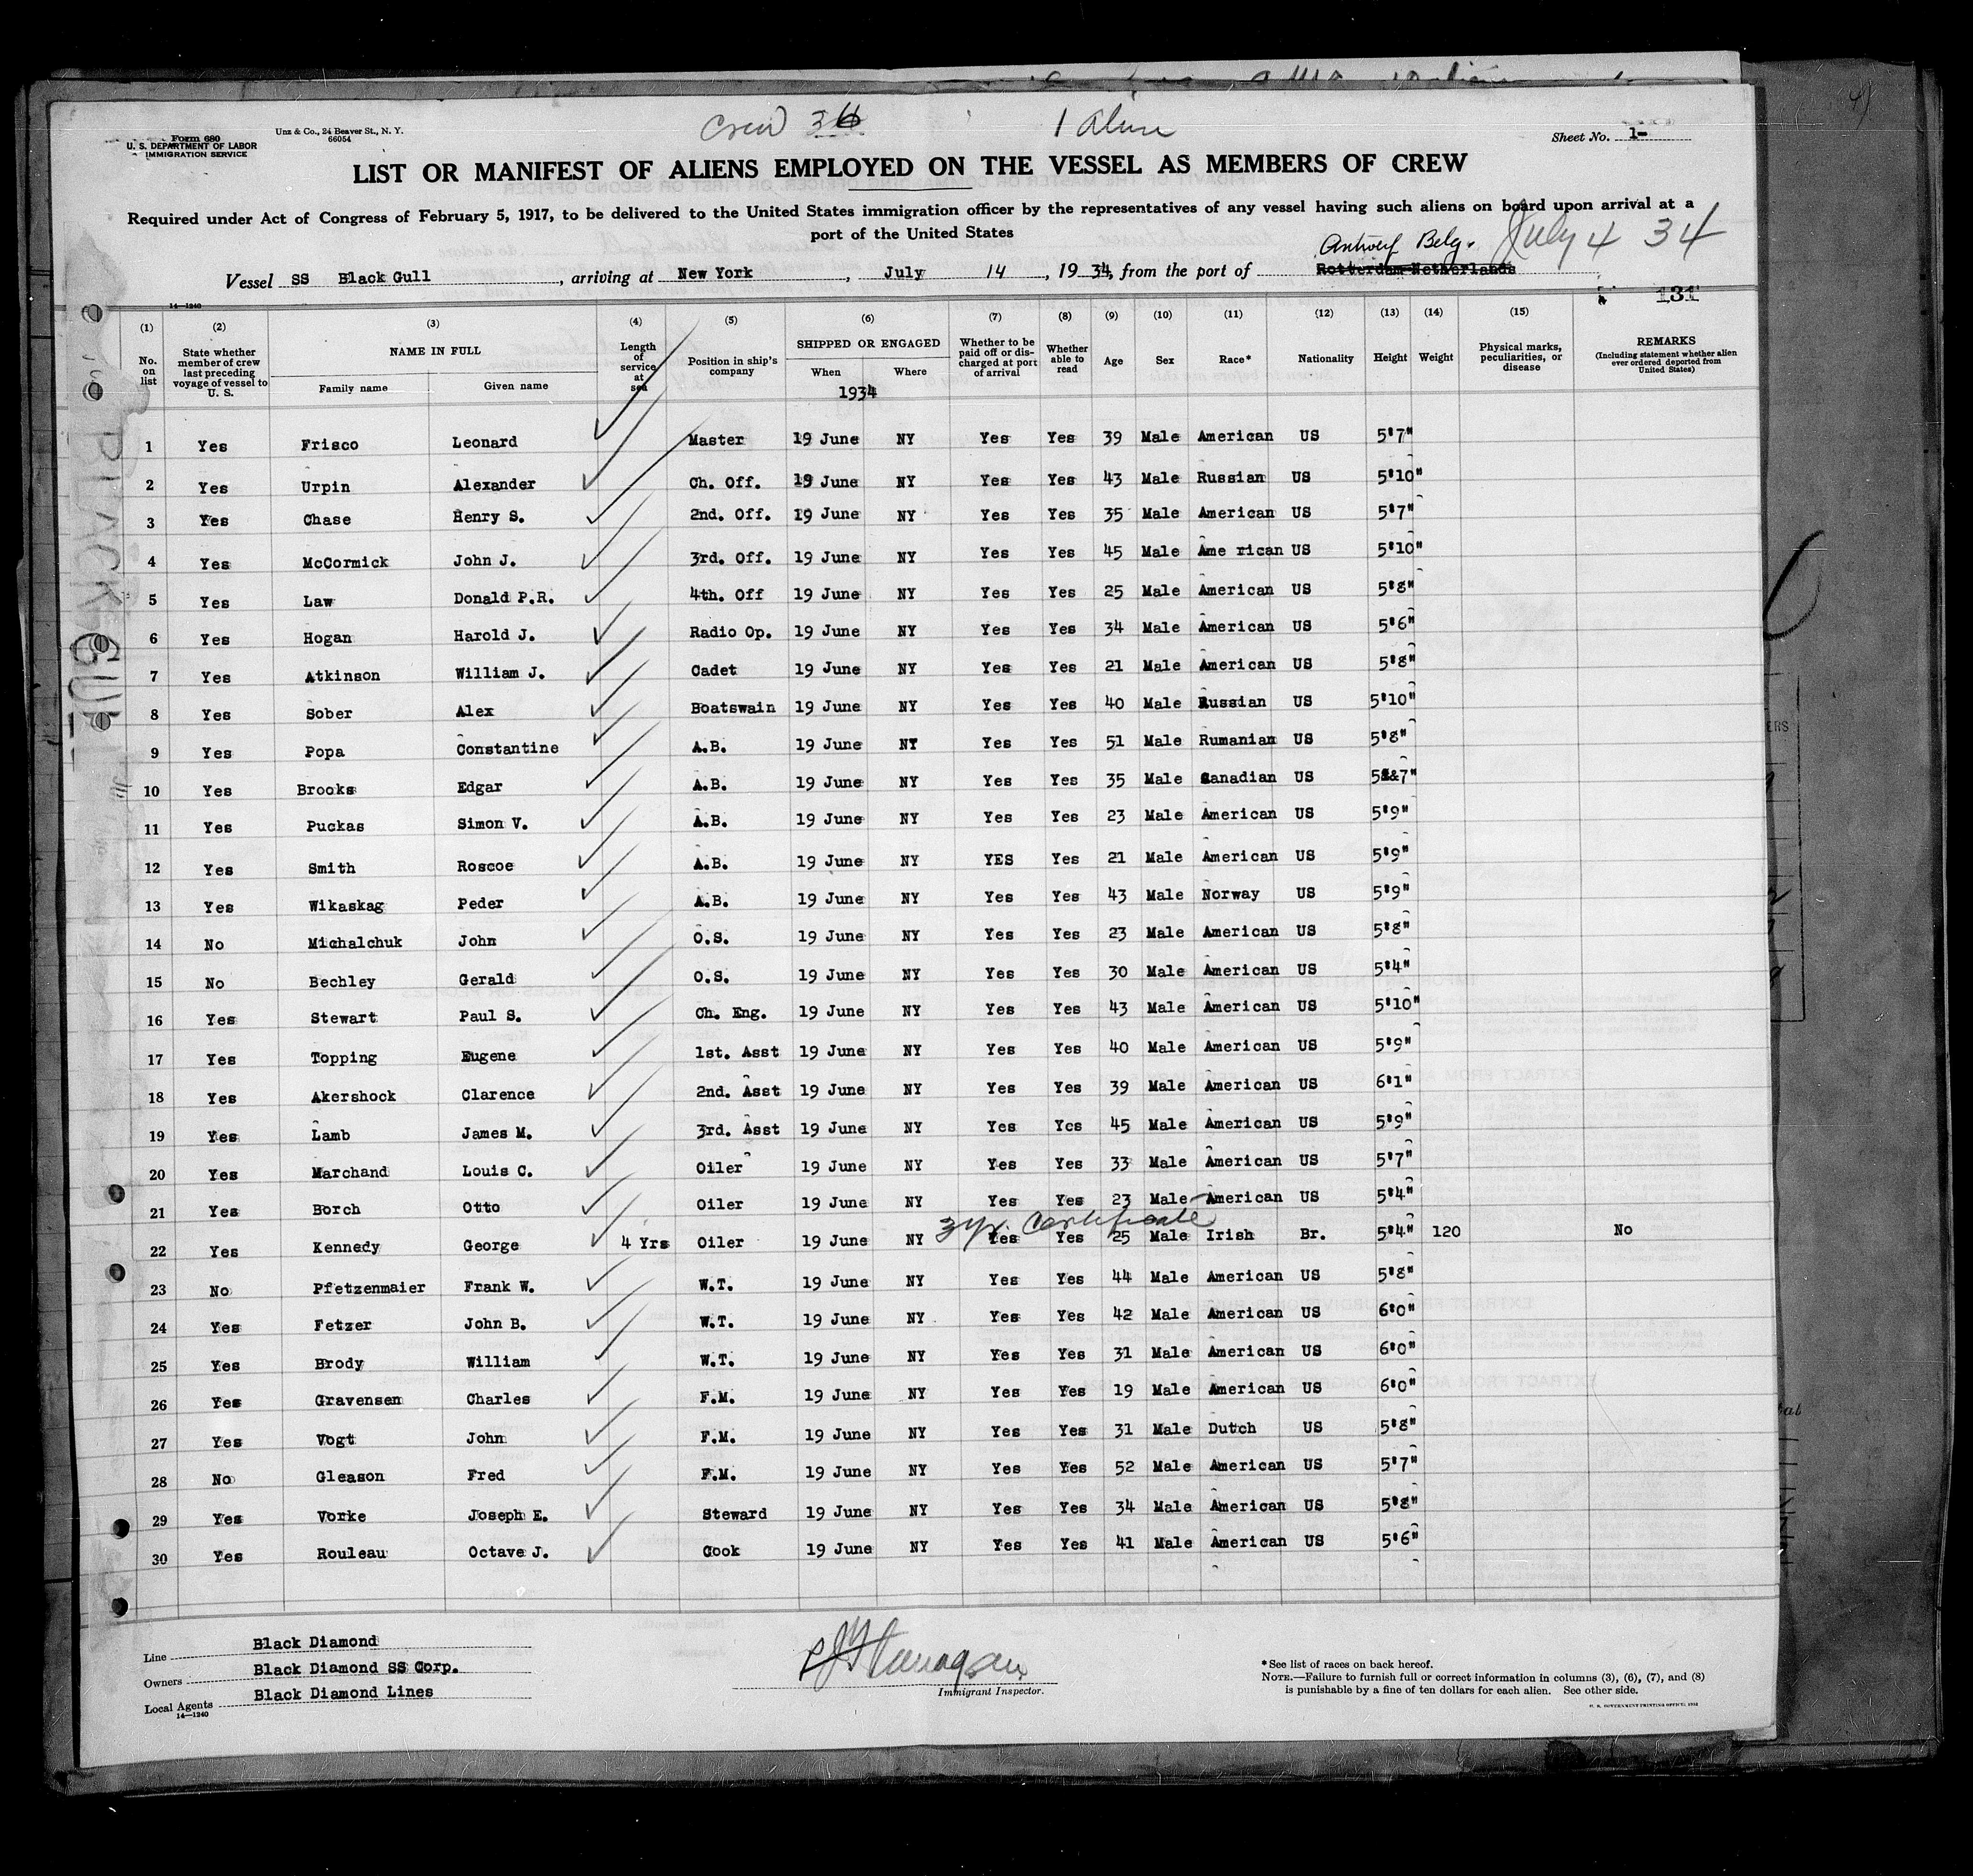 Crew 36 1 Alien
Form 680
U. S. DEPARTMENT OF LABOR
IMMIGRATION SERVICE
Unz & Co., 24 Beaver St., N. Y.
66054
Sheet No. 1-
LIST OR MANIFEST OF ALIENS EMPLOYED ON THE VESSEL AS MEMBERS OF CREW
Required under Act of Congress of February 5, 1917, to be delivered to the United States immigration officer by the representatives of any vessel having such aliens on board upon arrival at a
port of the United States
Antwerp Belg. July 4 34
Vessel SS Black Gull, arriving at New York, July 14, 1934, from the port of Rotterdam Netherlands
14—1240
131
(1) (2) (3) (4) (5) (6) (7) (8) (9) (10) (11) (12) (13) (14) (15)
No. on list | State whether member of crew last preceding voyage of vessel to U. S. | NAME IN FULL Family name Given name | Length of service at sea | Position in ship's company | SHIPPED OR ENGAGED When Where | Whether to be paid off or discharged at port of arrival | Whether able to read | Age | Sex | Race* | Nationality | Height | Weight | Physical marks, peculiarities, or disease | REMARKS (Including statement whether alien ever ordered deported from United States)
1934
1 Yes Frisco Leonard Master 19 June NY Yes Yes 39 Male American US 5'7"
2 Yes Urpin Alexander Ch. Off. 19 June NY Yes Yes 43 Male Russian US 5'10"
3 Yes Chase Henry S. 2nd. Off. 19 June NY Yes Yes 35 Male American US 5'7"
4 Yes McCormick John J. 3rd. Off. 19 June NY Yes Yes 45 Male Ame rican US 5'10"
5 Yes Law Donald P.R. 4th. Off 19 June NY Yes Yes 25 Male American US 5'8"
6 Yes Hogan Harold J. Radio Op. 19 June NY Yes Yes 34 Male American US 5'6"
7 Yes Atkinson William J. Cadet 19 June NY Yes Yes 21 Male American US 5'8"
8 Yes Sober Alex Boatswain 19 June NY Yes Yes 40 Male Russian US 5'10"
9 Yes Popa Constantine A.B. 19 June NT Yes Yes 51 Male Rumanian US 5'8"
10 Yes Brooks Edgar A.B. 19 June NY Yes Yes 35 Male Canadian US 5'7"
11 Yes Puckas Simon V. A.B. 19 June NY Yes Yes 23 Male American US 5'9"
12 Yes Smith Roscoe A.B. 19 June NY YES Yes 21 Male American US 5'9"
13 Yes Wikaskag Peder A.B. 19 June NY Yes Yes 43 Male Norway US 5'9"
14 No Michalchuk John O.S. 19 June NY Yes Yes 23 Male American US 5'8"
15 No Bechley Gerald O.S. 19 June NY Yes Yes 30 Male American US 5'4"
16 Yes Stewart Paul S. Ch. Eng. 19 June NY Yes Yes 43 Male American US 5'10"
17 Yes Topping Eugene 1st. Asst 19 June NY Yes Yes 40 Male American US 5'9"
18 Yes Akershock Clarence 2nd. Asst 19 June NY Yes Yes 39 Male American US 6'1"
19 Yes Lamb James M. 3rd. Asst 19 June NY Yes Yes 45 Male American US 5'9"
20 Yes Marchand Louis C. Oiler 19 June NY Yes Yes 33 Male American US 5'7"
21 Yes Borch Otto Oiler 19 June NY Yes Yes 23 Male American US 5'4"
3 yr. Certificate
22 Yes Kennedy George 4 Yrs Oiler 19 June NY Yes Yes 25 Male Irish Br. 5'4" 120 No
23 No Pfetzenmaier Frank W. W.T. 19 June NY Yes Yes 44 Male American US 5'8"
24 Yes Fetzer John B. W.T. 19 June NY Yes Yes 42 Male American US 6'0"
25 Yes Brody William W.T. 19 June NY Yes Yes 31 Male American US 6'0"
26 Yes Gravensen Charles F.M. 19 June NY Yes Yes 19 Male American US 6'0"
27 Yes Vogt John F.M. 19 June NY Yes Yes 31 Male Dutch US 5'8"
28 No Gleason Fred F.M. 19 June NY Yes Yes 52 Male American US 5'7"
29 Yes Vorke Joseph E. Steward 19 June NY Yes Yes 34 Male American US 5'8"
30 Yes Rouleau Octave J. Cook 19 June NY Yes Yes 41 Male American US 5'6"
BLACK GULL
Line Black Diamond
Owners Black Diamond SS Corp.
Local Agents Black Diamond Lines
14—1240
Immigrant Inspector.
*See list of races on back hereof.
NOTE.—Failure to furnish full or correct information in columns (3), (6), (7), and (8)
is punishable by a fine of ten dollars for each alien. See other side.
U. S. GOVERNMENT PRINTING OFFICE: 1932